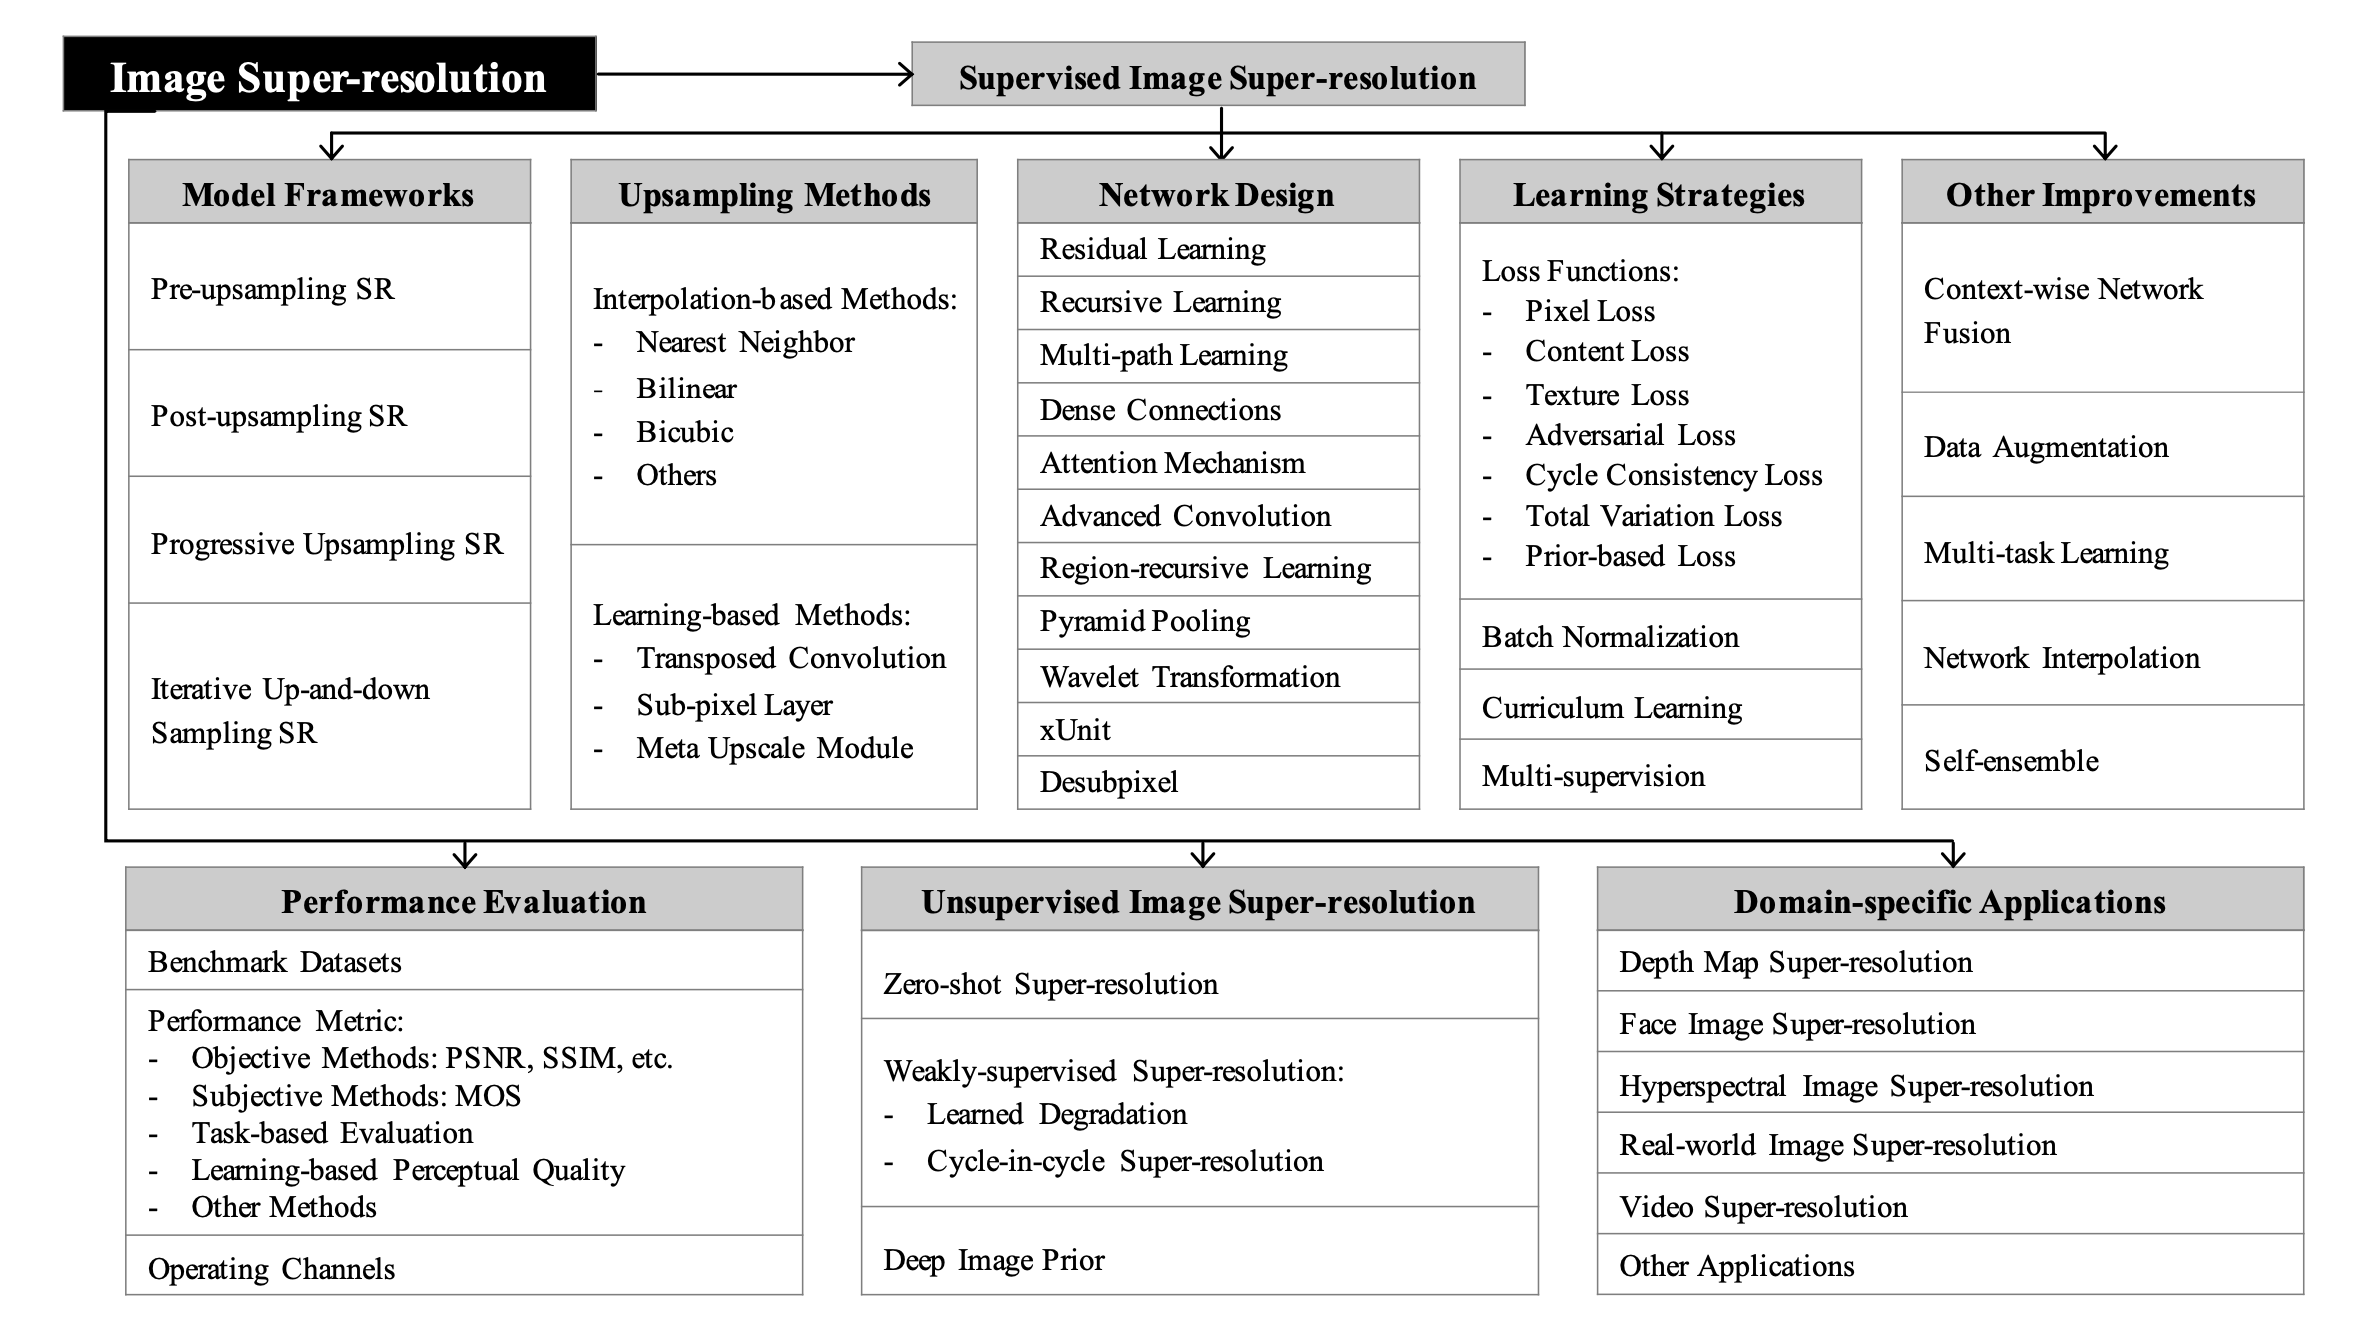 Image Super-resolution
Supervised Image Super-resolution
Model Frameworks
Pre-upsampling SR
Post-upsampling SR
Progressive Upsampling SR
Iterative Up-and-down
Sampling SR
Upsampling Methods
Interpolation-based Methods:
- Nearest Neighbor
- Bilinear
- Bicubic
- Others
Learning-based Methods:
- Transposed Convolution
- Sub-pixel Layer
- Meta Upscale Module
Network Design
Residual Learning
Recursive Learning
Multi-path Learning
Dense Connections
Attention Mechanism
Advanced Convolution
Region-recursive Learning
Pyramid Pooling
Wavelet Transformation
xUnit
Desubpixel
Learning Strategies
Loss Functions:
- Pixel Loss
- Content Loss
- Texture Loss
- Adversarial Loss
- Cycle Consistency Loss
- Total Variation Loss
- Prior-based Loss
Batch Normalization
Curriculum Learning
Multi-supervision
Other Improvements
Context-wise Network
Fusion
Data Augmentation
Multi-task Learning
Network Interpolation
Self-ensemble
Performance Evaluation
Benchmark Datasets
Performance Metric:
- Objective Methods: PSNR, SSIM, etc.
- Subjective Methods: MOS
- Task-based Evaluation
- Learning-based Perceptual Quality
- Other Methods
Operating Channels
Unsupervised Image Super-resolution
Zero-shot Super-resolution
Weakly-supervised Super-resolution:
- Learned Degradation
- Cycle-in-cycle Super-resolution
Deep Image Prior
Domain-specific Applications
Depth Map Super-resolution
Face Image Super-resolution
Hyperspectral Image Super-resolution
Real-world Image Super-resolution
Video Super-resolution
Other Applications